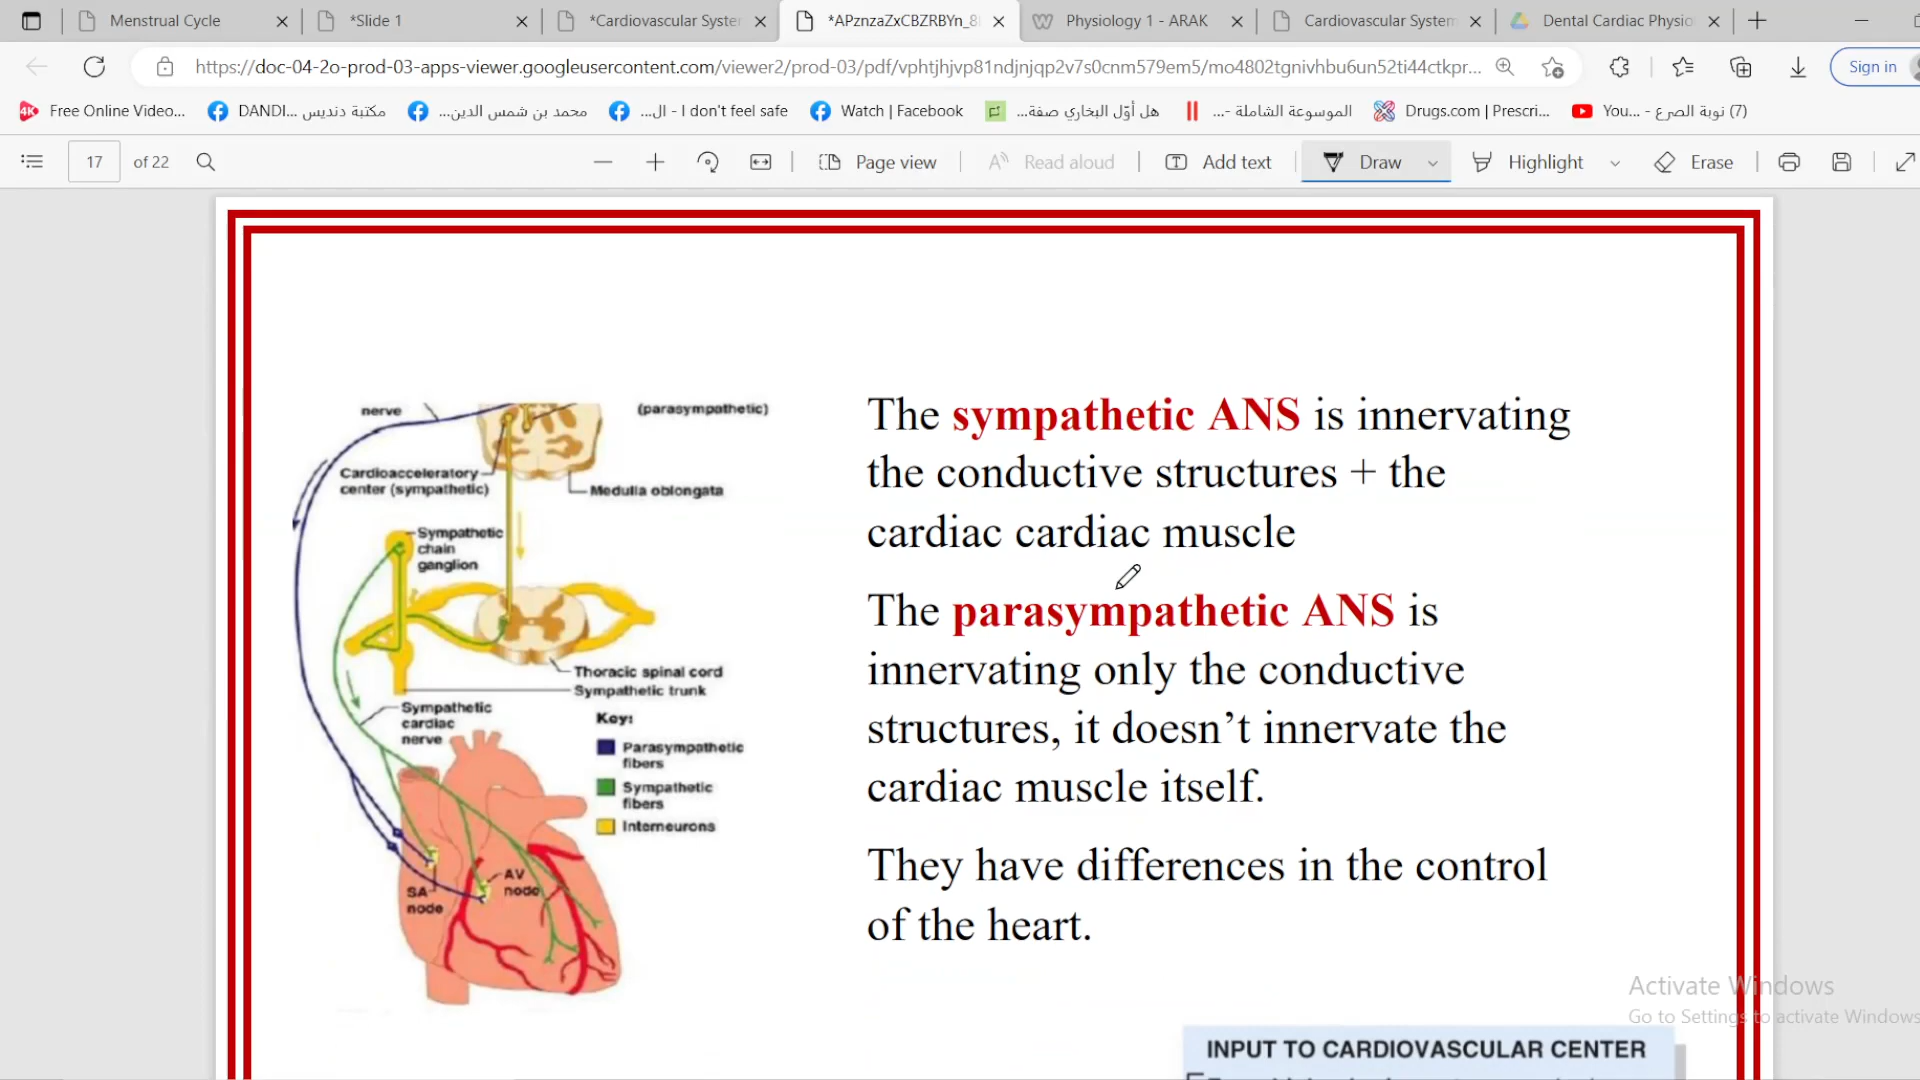 Menstrual Cycle
*Slide 1
*Cardiovascular Syster
*APznzaZxCBZRBYn_8
Physiology 1 - ARAK
Cardiovascular System
Dental Cardiac Physio
https://doc-04-2o-prod-03-apps-viewer.googleusercontent.com/viewer2/prod-03/pdf/vphtjhjvp81ndjnjqp2v7s0cnm579em5/mo4802tgnivhbu6un52ti44ctkpr...
Sign in
Free Online Video...
DANDI... مكتبة دنديس
محمد بن شمس الدين...
ال... - I don't feel safe
Watch | Facebook
هل أوّل البخاري صفة...
الموسوعة الشاملة -...
Drugs.com | Prescri...
(7) نوبة الصرع - You...
17 of 22
Page view
Read aloud
Add text
Draw
Highlight
Erase
nerve
(parasympathetic)
Cardioacceleratory
center (sympathetic)
Medulla oblongata
Sympathetic
chain
ganglion
Thoracic spinal cord
Sympathetic trunk
Sympathetic
cardiac
nerve
Key:
Parasympathetic
fibers
Sympathetic
fibers
Interneurons
AV
node
SA
node
The sympathetic ANS is innervating
the conductive structures + the
cardiac cardiac muscle
The parasympathetic ANS is
innervating only the conductive
structures, it doesn’t innervate the
cardiac muscle itself.
They have differences in the control
of the heart.
Activate Windows
Go to Settings to activate Windows
INPUT TO CARDIOVASCULAR CENTER